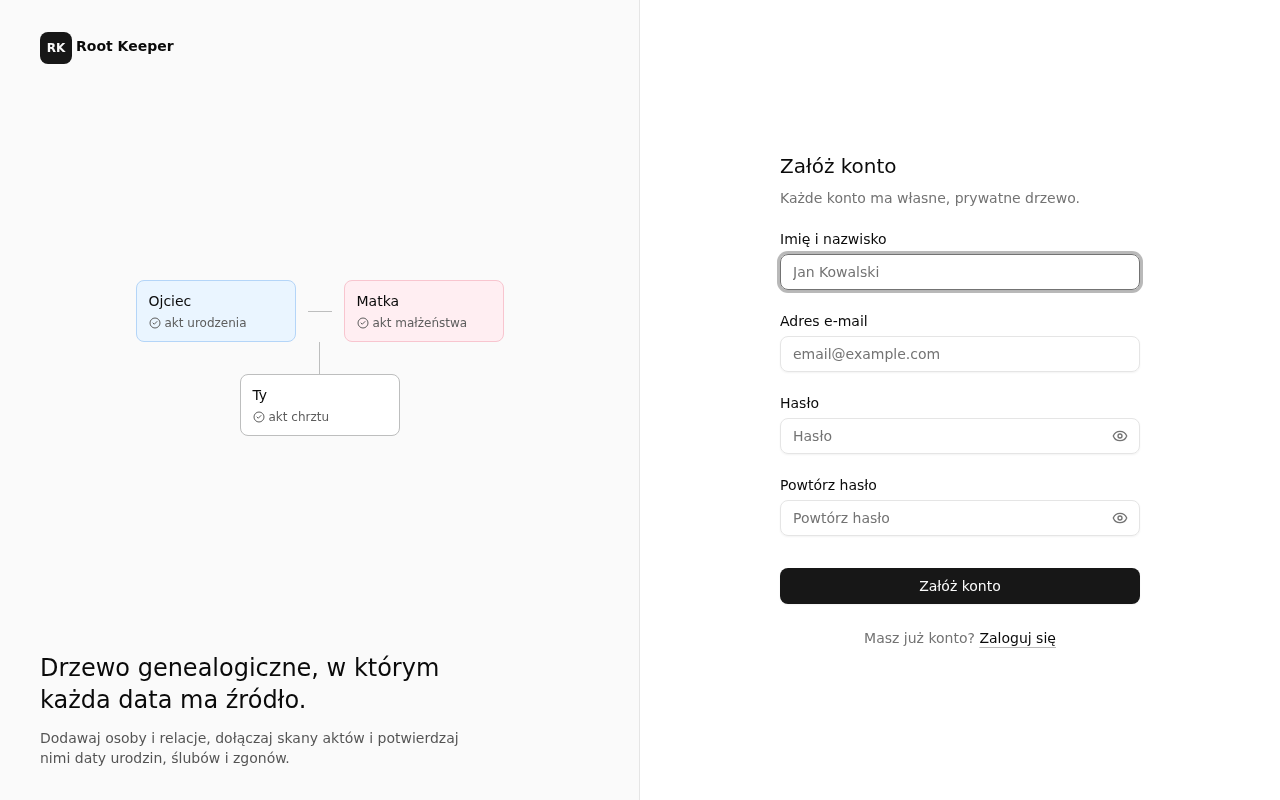 RK Root Keeper
Ojciec
akt urodzenia
Matka
akt małżeństwa
Ty
akt chrztu
Drzewo genealogiczne, w którym
każda data ma źródło.
Dodawaj osoby i relacje, dołączaj skany aktów i potwierdzaj
nimi daty urodzin, ślubów i zgonów.
Załóż konto
Każde konto ma własne, prywatne drzewo.
Imię i nazwisko
Jan Kowalski
Adres e-mail
email@example.com
Hasło
Hasło
Powtórz hasło
Powtórz hasło
Załóż konto
Masz już konto? Zaloguj się